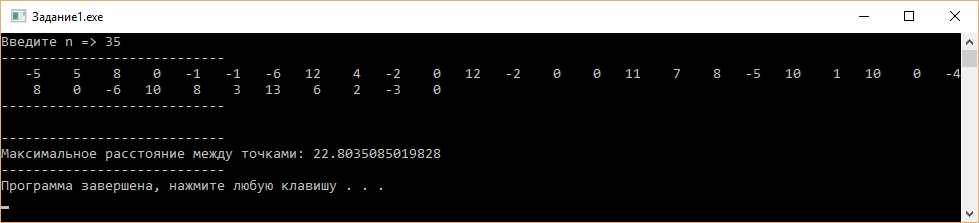 Задание1.exe
Введите n => 35
----------------------------
-5 5 8 0 -1 -1 -6 12 4 -2 0 12 -2 0 0 11 7 8 -5 10 1 10 0 -4
8 0 -6 10 8 3 13 6 2 -3 0
----------------------------
----------------------------
Максимальное расстояние между точками: 22.8035085019828
----------------------------
Программа завершена, нажмите любую клавишу . . .